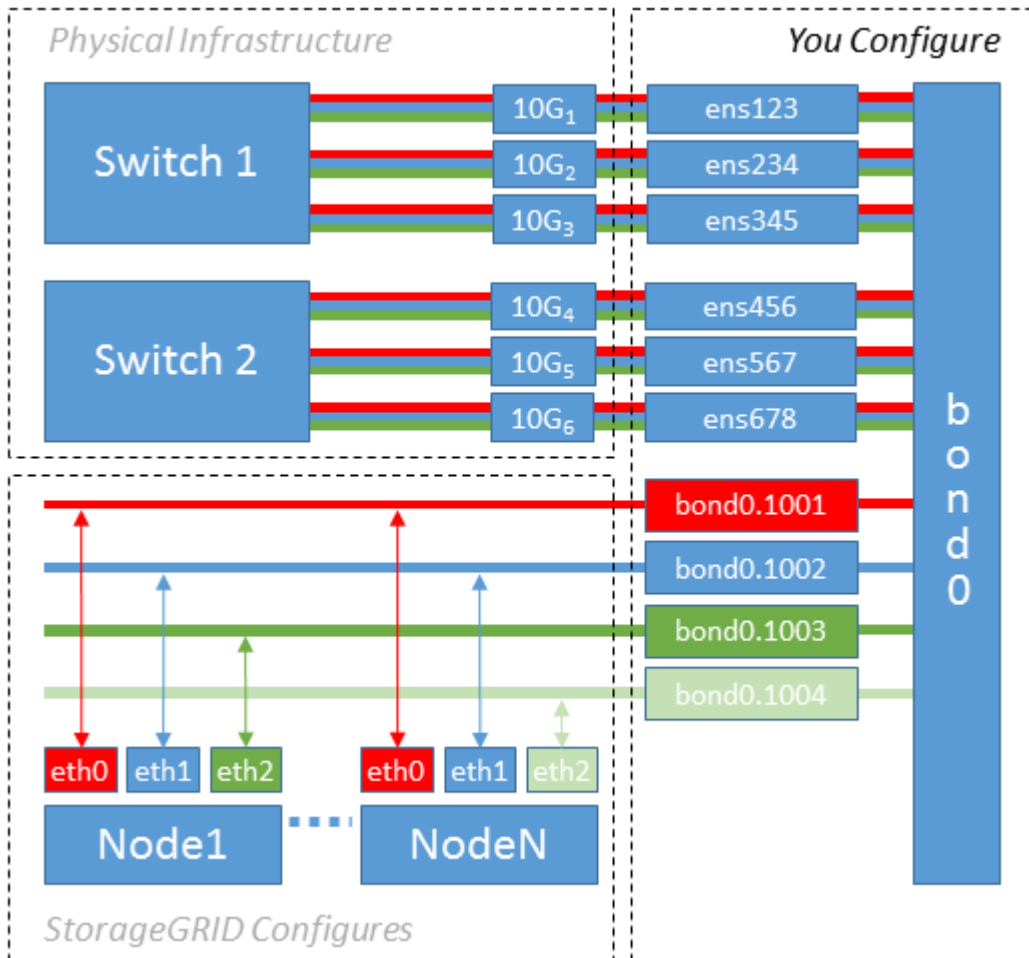 Physical Infrastructure
You Configure
Switch 1
10G₁
ens123
10G₂
ens234
10G₃
ens345
Switch 2
10G₄
ens456
10G₅
ens567
10G₆
ens678
bond0
bond0.1001
bond0.1002
bond0.1003
bond0.1004
eth0
eth1
eth2
eth0
eth1
eth2
Node1
NodeN
StorageGRID Configures